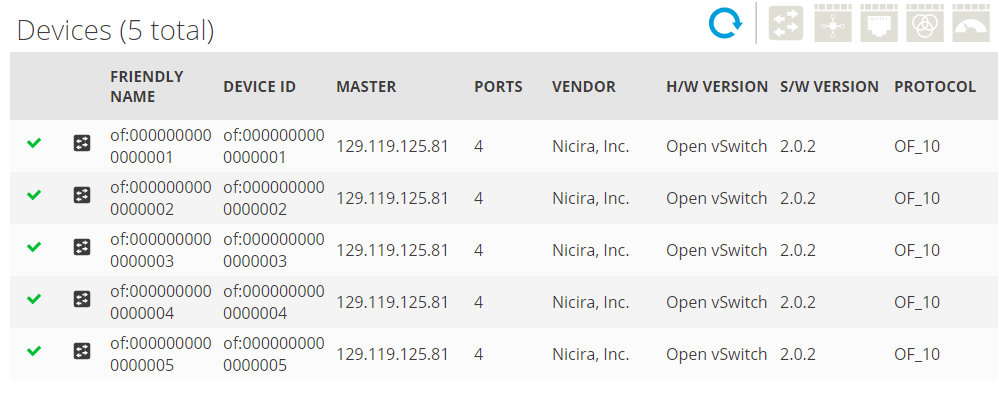 Devices (5 total)
FRIENDLY NAME DEVICE ID MASTER PORTS VENDOR H/W VERSION S/W VERSION PROTOCOL
of:0000000000000001 of:0000000000000001 129.119.125.81 4 Nicira, Inc. Open vSwitch 2.0.2 OF_10
of:0000000000000002 of:0000000000000002 129.119.125.81 4 Nicira, Inc. Open vSwitch 2.0.2 OF_10
of:0000000000000003 of:0000000000000003 129.119.125.81 4 Nicira, Inc. Open vSwitch 2.0.2 OF_10
of:0000000000000004 of:0000000000000004 129.119.125.81 4 Nicira, Inc. Open vSwitch 2.0.2 OF_10
of:0000000000000005 of:0000000000000005 129.119.125.81 4 Nicira, Inc. Open vSwitch 2.0.2 OF_10